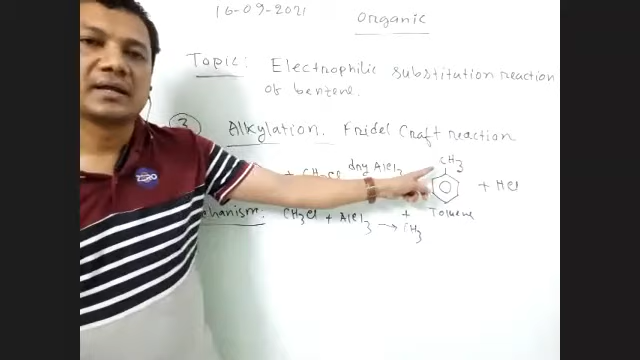 16-09-2021
Organic
Topic: Electrophilic substitution reaction
of benzene.
3
Alkylation. Fridel Craft reaction
+ CH3Cl dry AlCl3 CH3 + HCl
Toluene
CH3Cl + AlCl3 → +CH3